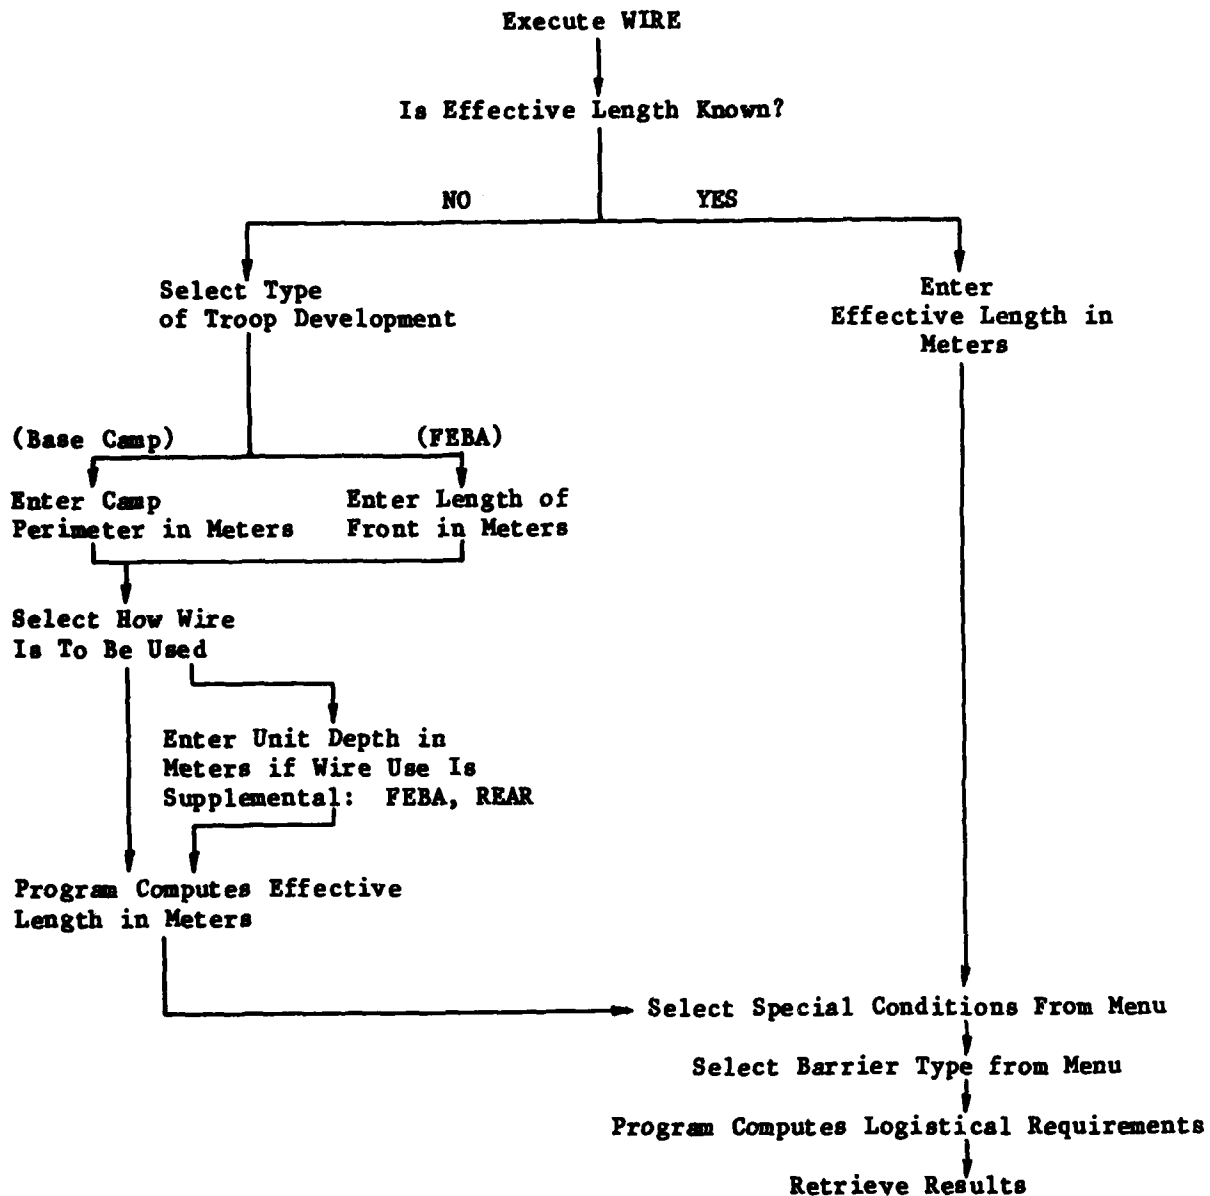 Execute WIRE
Is Effective Length Known?
NO
YES
Select Type
of Troop Development
Enter
Effective Length in
Meters
(Base Camp)
(FEBA)
Enter Camp
Perimeter in Meters
Enter Length of
Front in Meters
Select How Wire
Is To Be Used
Enter Unit Depth in
Meters if Wire Use Is
Supplemental: FEBA, REAR
Program Computes Effective
Length in Meters
Select Special Conditions From Menu
Select Barrier Type from Menu
Program Computes Logistical Requirements
Retrieve Results